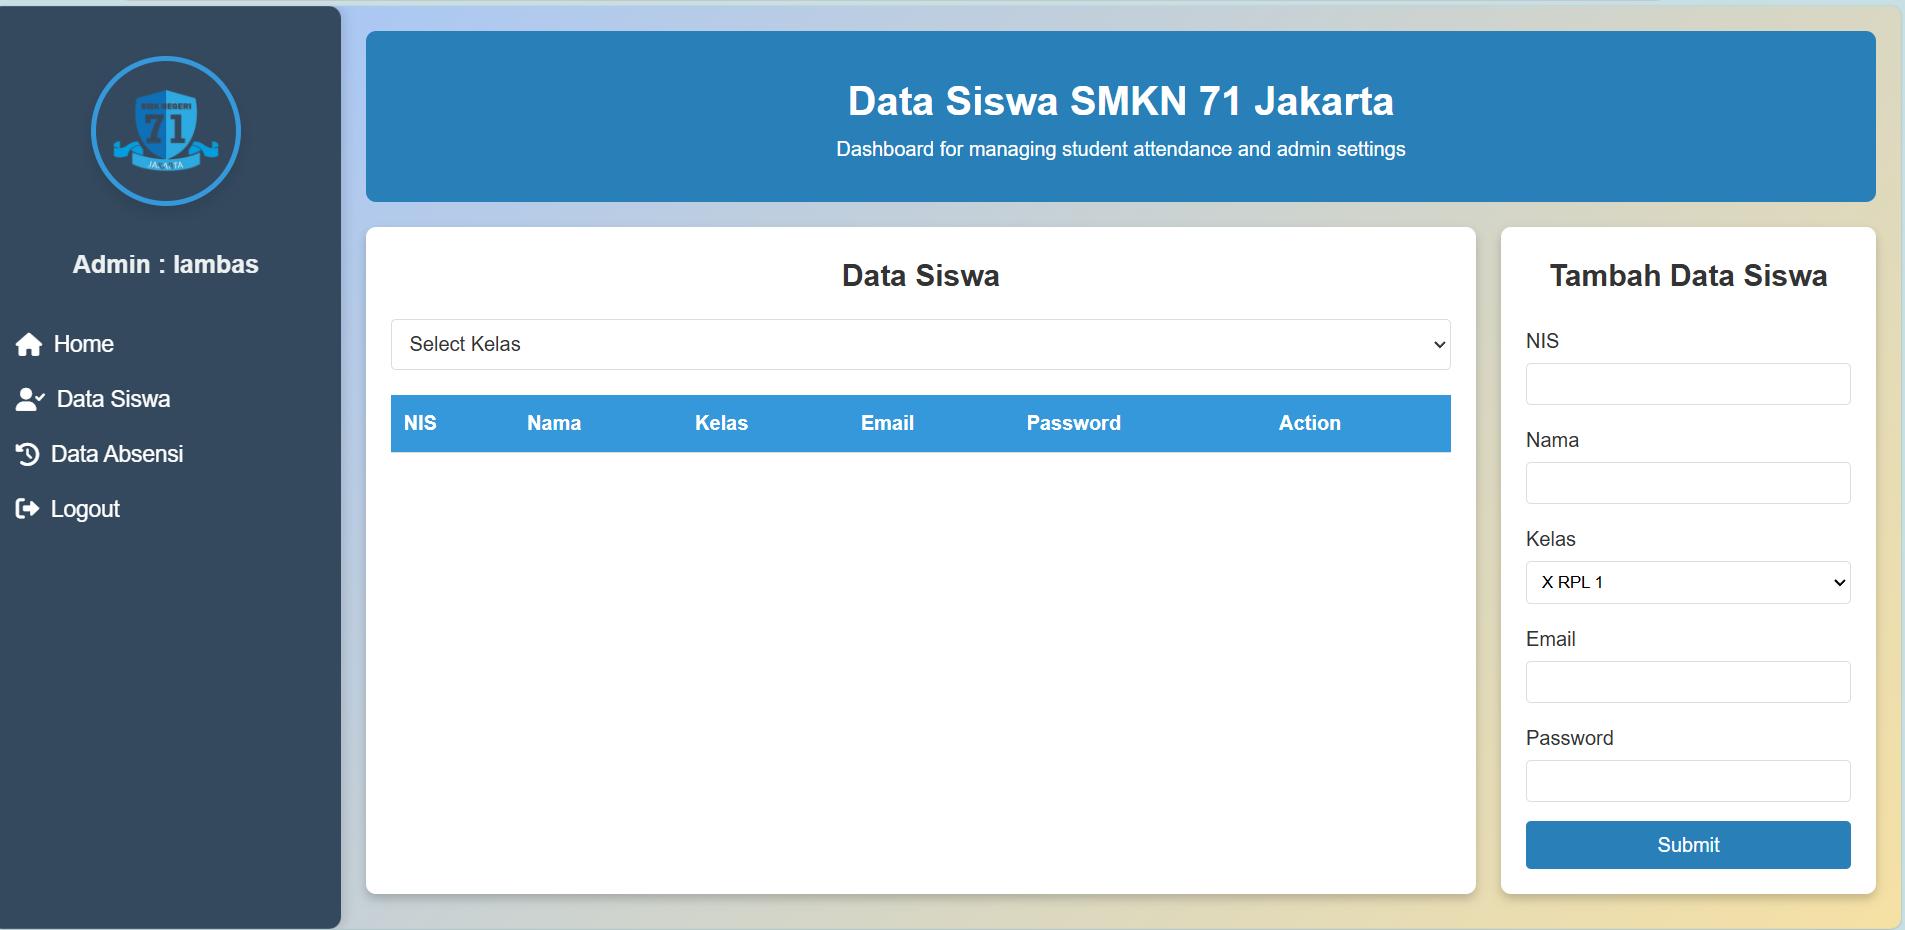 SMK NEGERI
71
JAKARTA
Admin : lambas
Home
Data Siswa
Data Absensi
Logout
Data Siswa SMKN 71 Jakarta
Dashboard for managing student attendance and admin settings
Data Siswa
Select Kelas
NIS Nama Kelas Email Password Action
Tambah Data Siswa
NIS
Nama
Kelas
X RPL 1
Email
Password
Submit